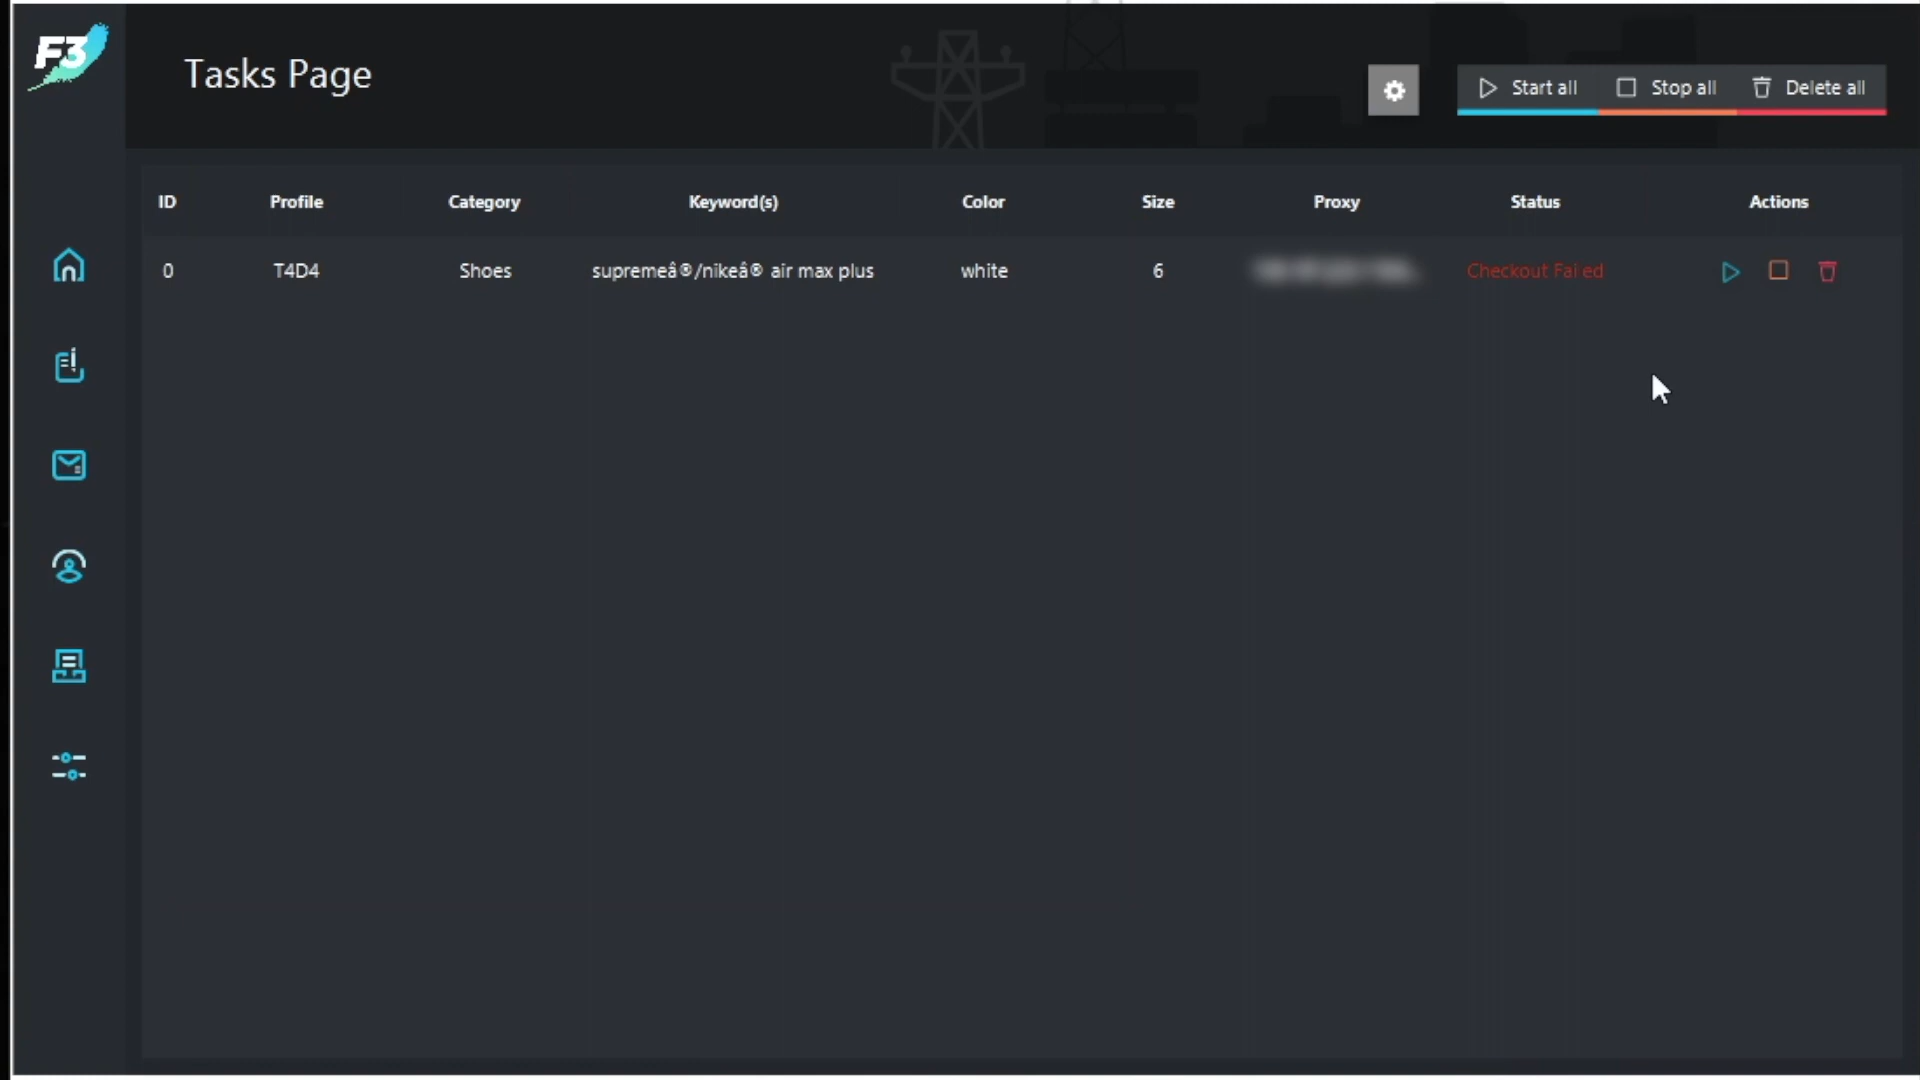 F3
Tasks Page
Start all Stop all Delete all
ID Profile Category Keyword(s) Color Size Proxy Status Actions
0 T4D4 Shoes supremeâ®/nikeâ® air max plus white 6 Checkout Failed